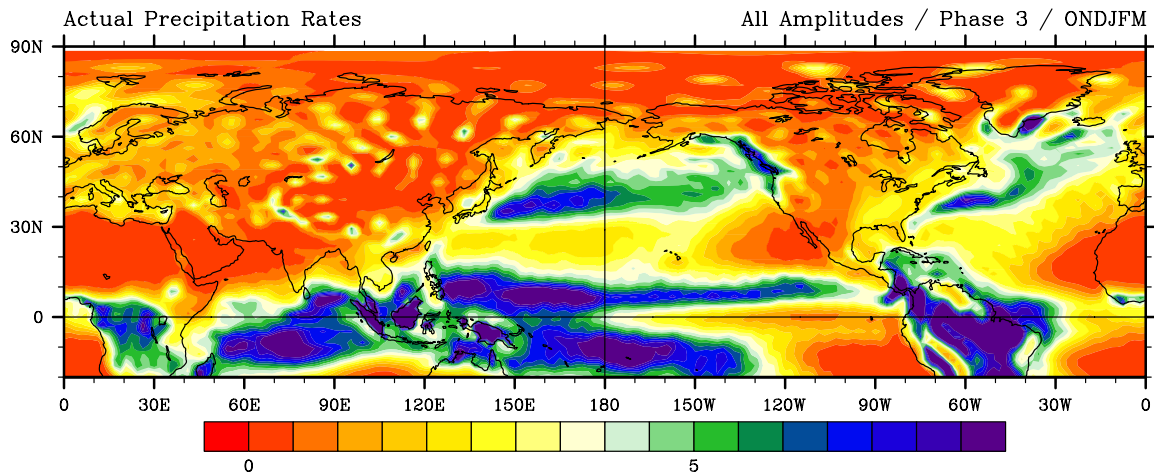 Actual Precipitation Rates
All Amplitudes / Phase 3 / ONDJFM
90N
60N
30N
0
0 30E 60E 90E 120E 150E 180 150W 120W 90W 60W 30W 0
0 5